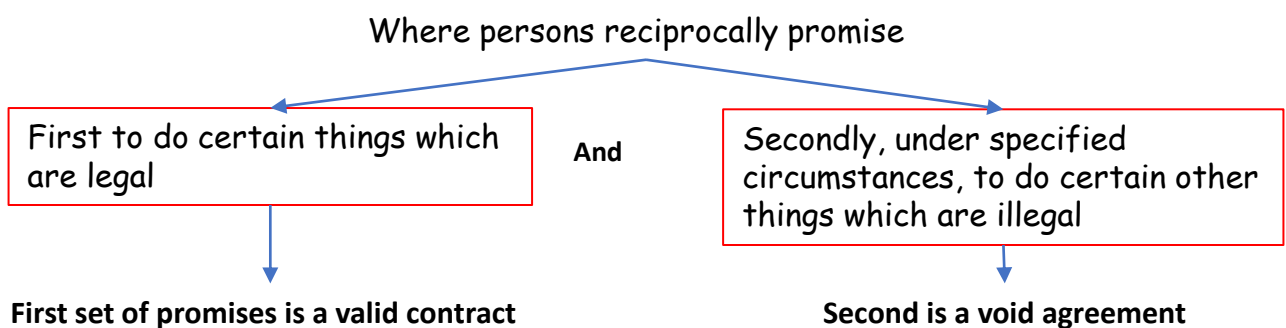 Where persons reciprocally promise
First to do certain things which
are legal
And
Secondly, under specified
circumstances, to do certain other
things which are illegal
First set of promises is a valid contract
Second is a void agreement